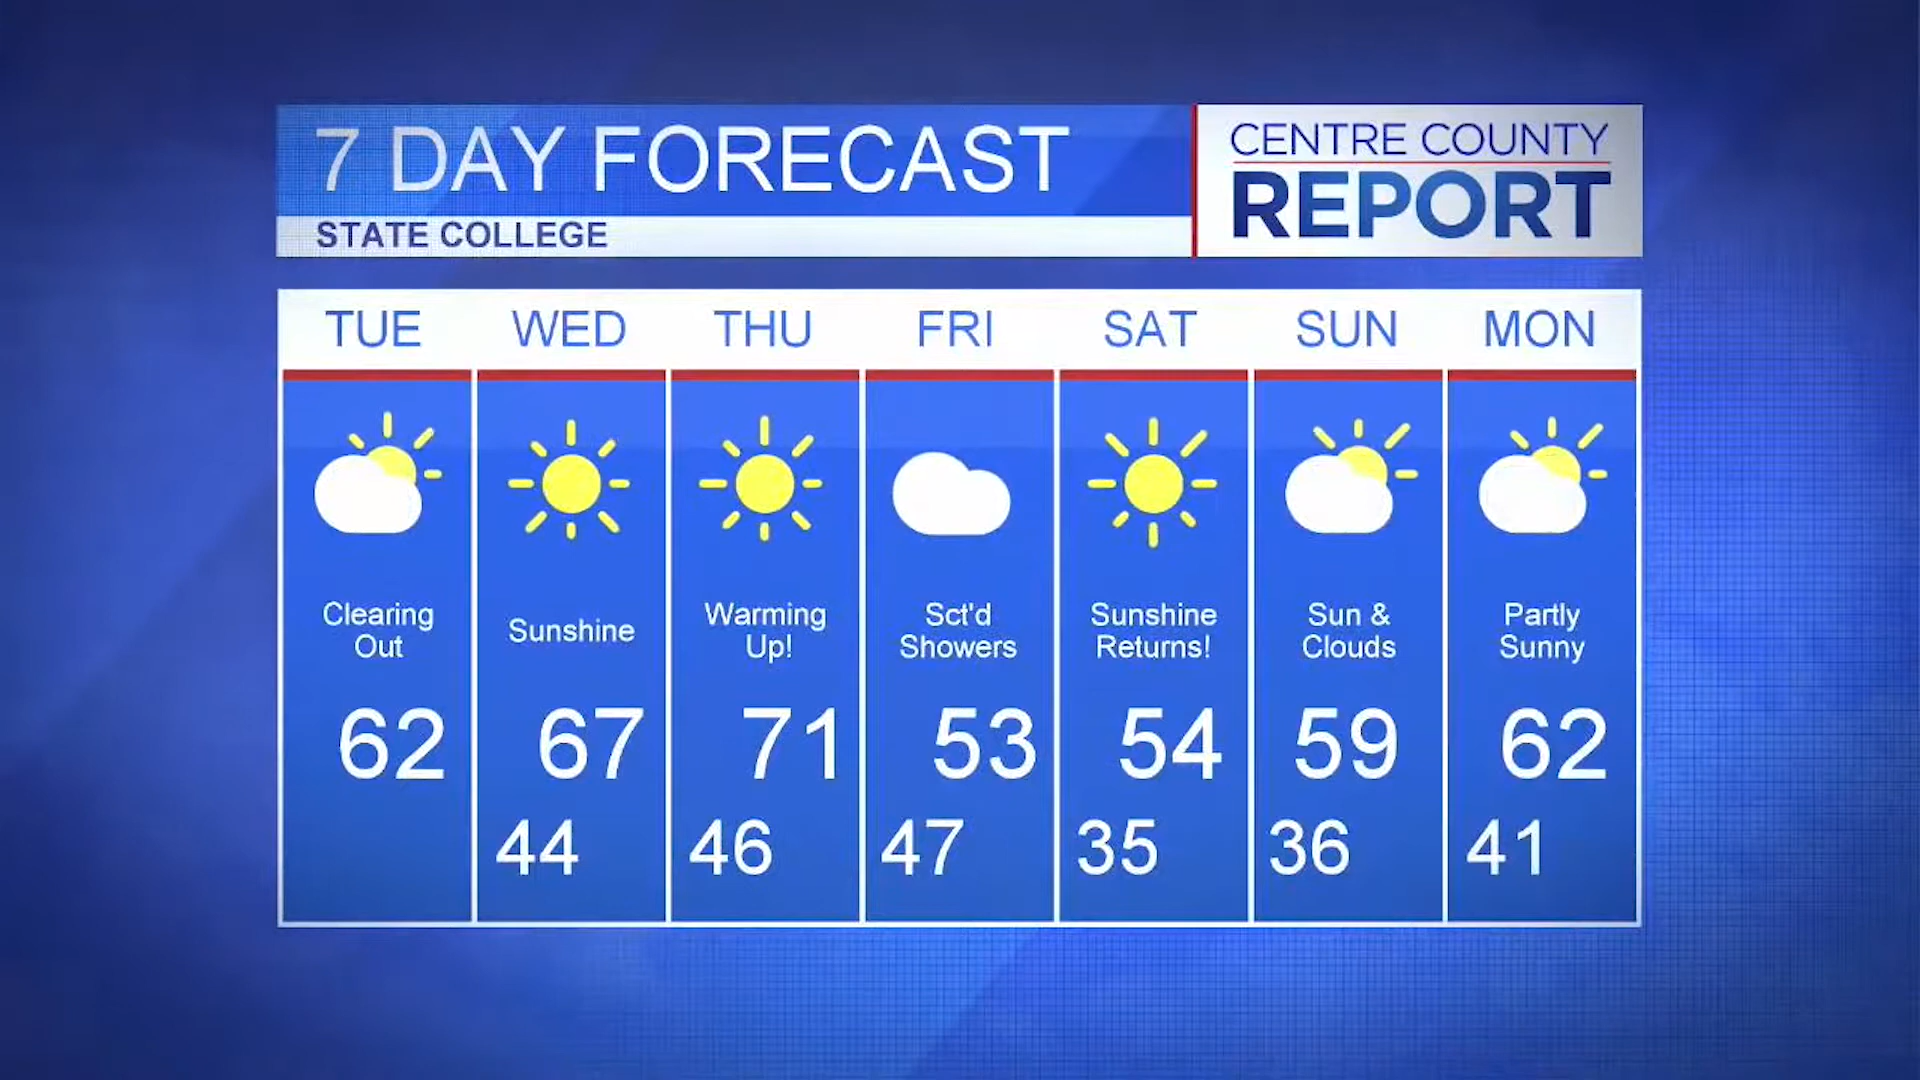 7 DAY FORECAST
STATE COLLEGE
CENTRE COUNTY
REPORT
TUE WED THU FRI SAT SUN MON
Clearing
Out
Sunshine
Warming
Up!
Sct'd
Showers
Sunshine
Returns!
Sun &
Clouds
Partly
Sunny
62 67 71 53 54 59 62
44 46 47 35 36 41